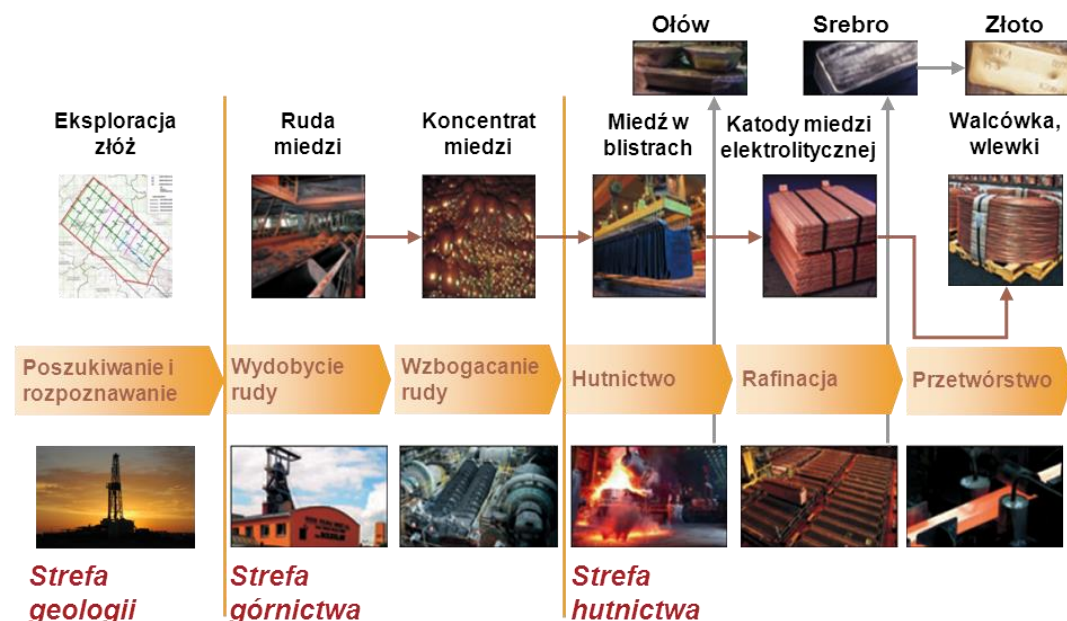 Ołów
Srebro
Złoto
Eksploracja
złóż
Ruda
miedzi
Koncentrat
miedzi
Miedź w
blistrach
Katody miedzi
elektrolitycznej
Walcówka,
wlewki
Poszukiwanie i
rozpoznawanie
Wydobycie
rudy
Wzbogacanie
rudy
Hutnictwo
Rafinacja
Przetwórstwo
Strefa
geologii
Strefa
górnictwa
Strefa
hutnictwa